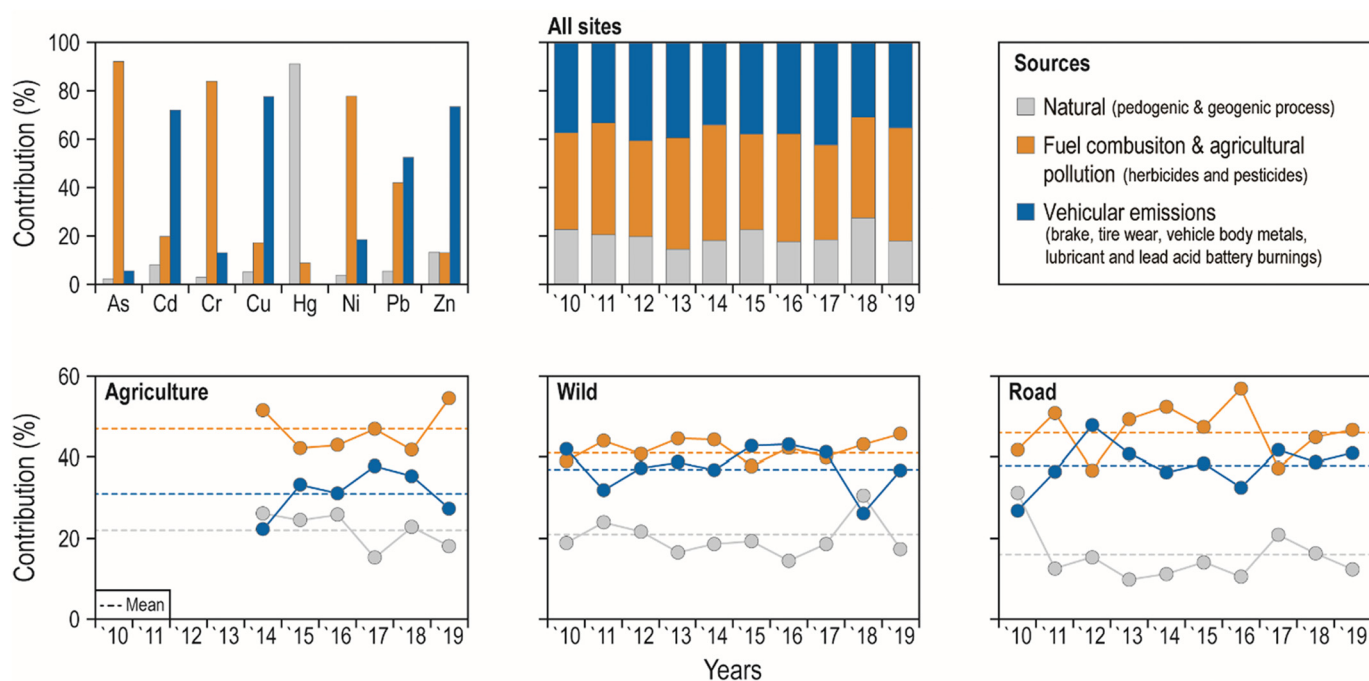 All sites
Contribution (%)
100
80
60
40
20
0
As Cd Cr Cu Hg Ni Pb Zn
`10 `11 `12 `13 `14 `15 `16 `17 `18 `19
Sources
Natural (pedogenic & geogenic process)
Fuel combusiton & agricultural
pollution (herbicides and pesticides)
Vehicular emissions
(brake, tire wear, vehicle body metals,
lubricant and lead acid battery burnings)
Contribution (%)
60
40
20
0
Agriculture
--- Mean
`10 `11 `12 `13 `14 `15 `16 `17 `18 `19
Wild
`10 `11 `12 `13 `14 `15 `16 `17 `18 `19
Road
`10 `11 `12 `13 `14 `15 `16 `17 `18 `19
Years